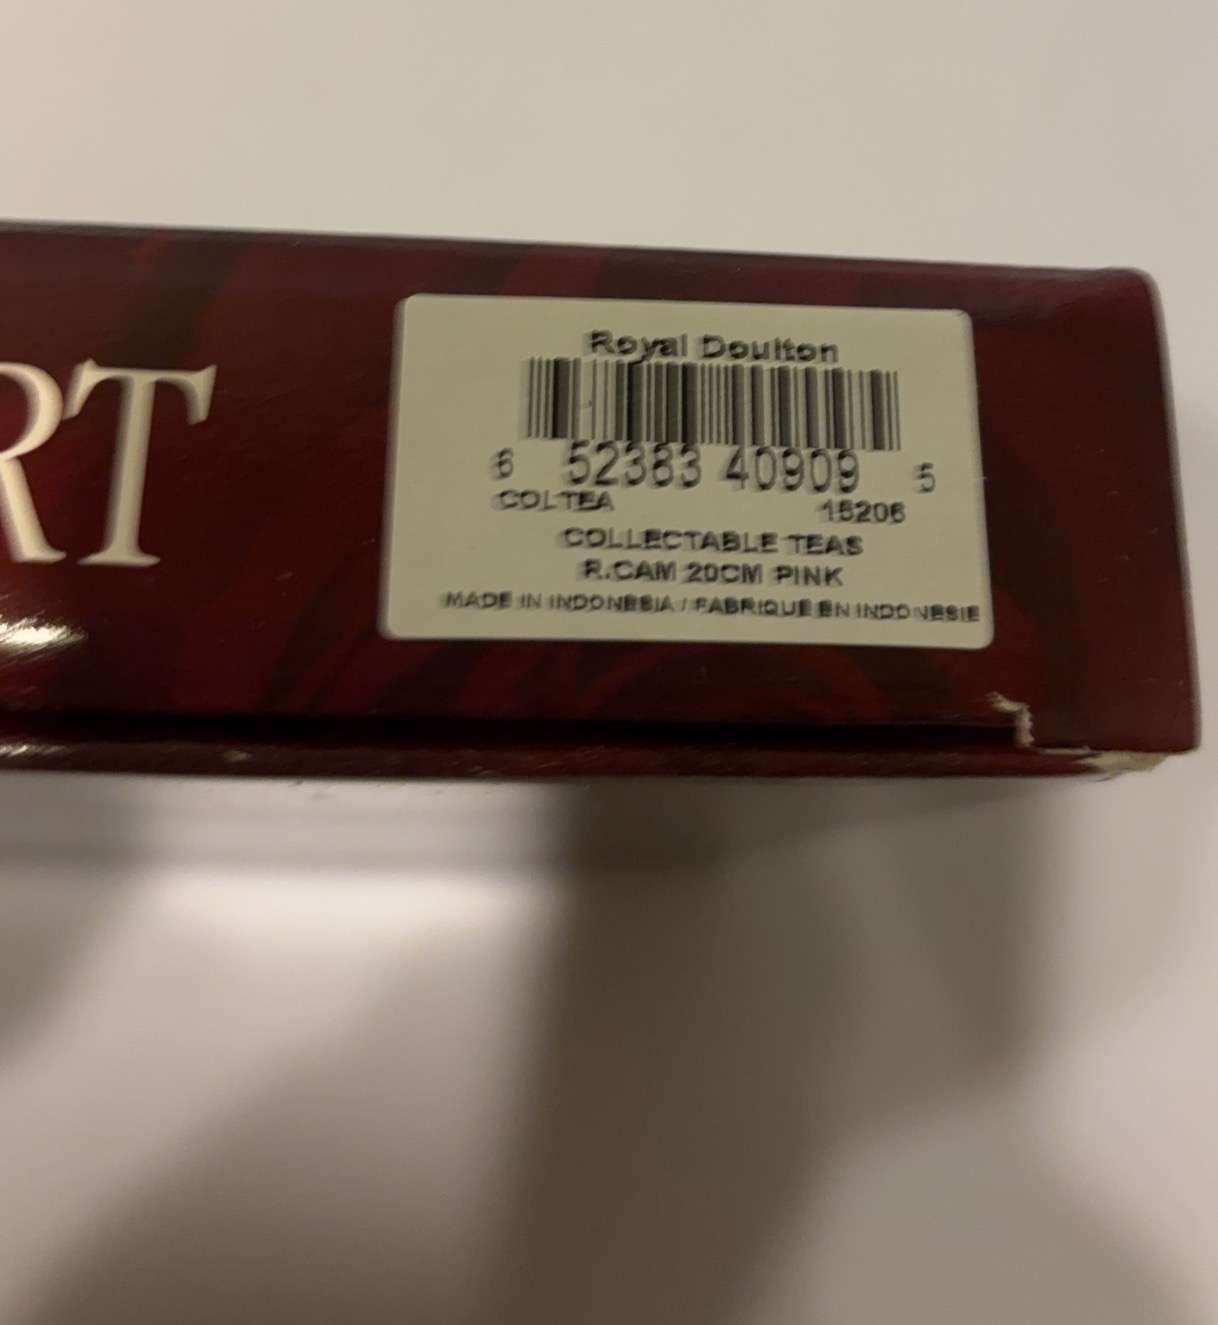 RT
Royal Doulton
6 52383 40909 5
COLTEA 15206
COLLECTABLE TEAS
R.CAM 20CM PINK
MADE IN INDONESIA / FABRIQUE EN INDONESIE